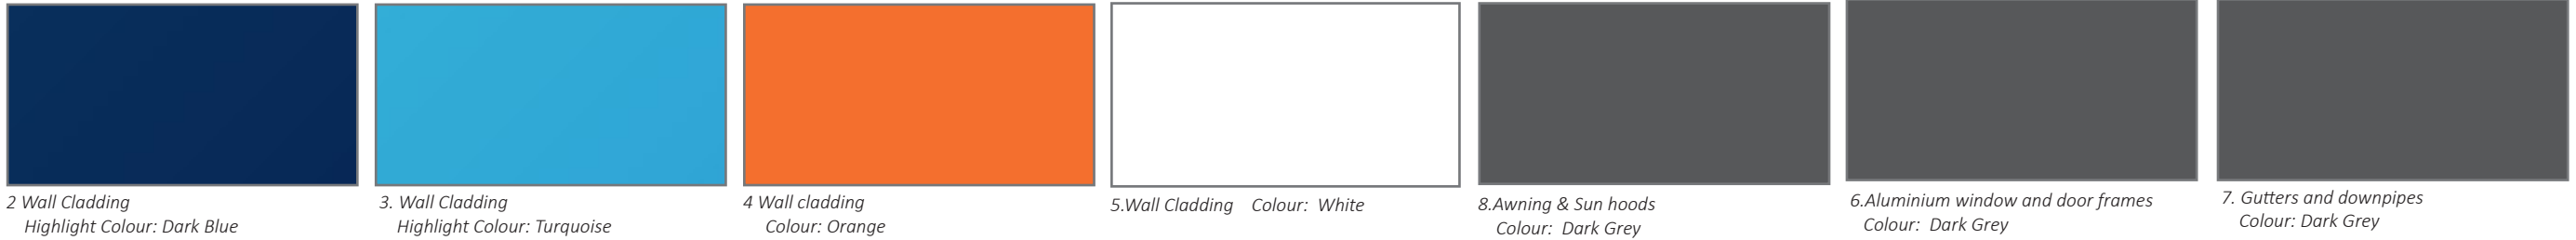 2 Wall Cladding
Highlight Colour: Dark Blue
3. Wall Cladding
Highlight Colour: Turquoise
4 Wall cladding
Colour: Orange
5.Wall Cladding    Colour:  White
8.Awning & Sun hoods
Colour:  Dark Grey
6.Aluminium window and door frames
Colour:  Dark Grey
7. Gutters and downpipes
Colour: Dark Grey